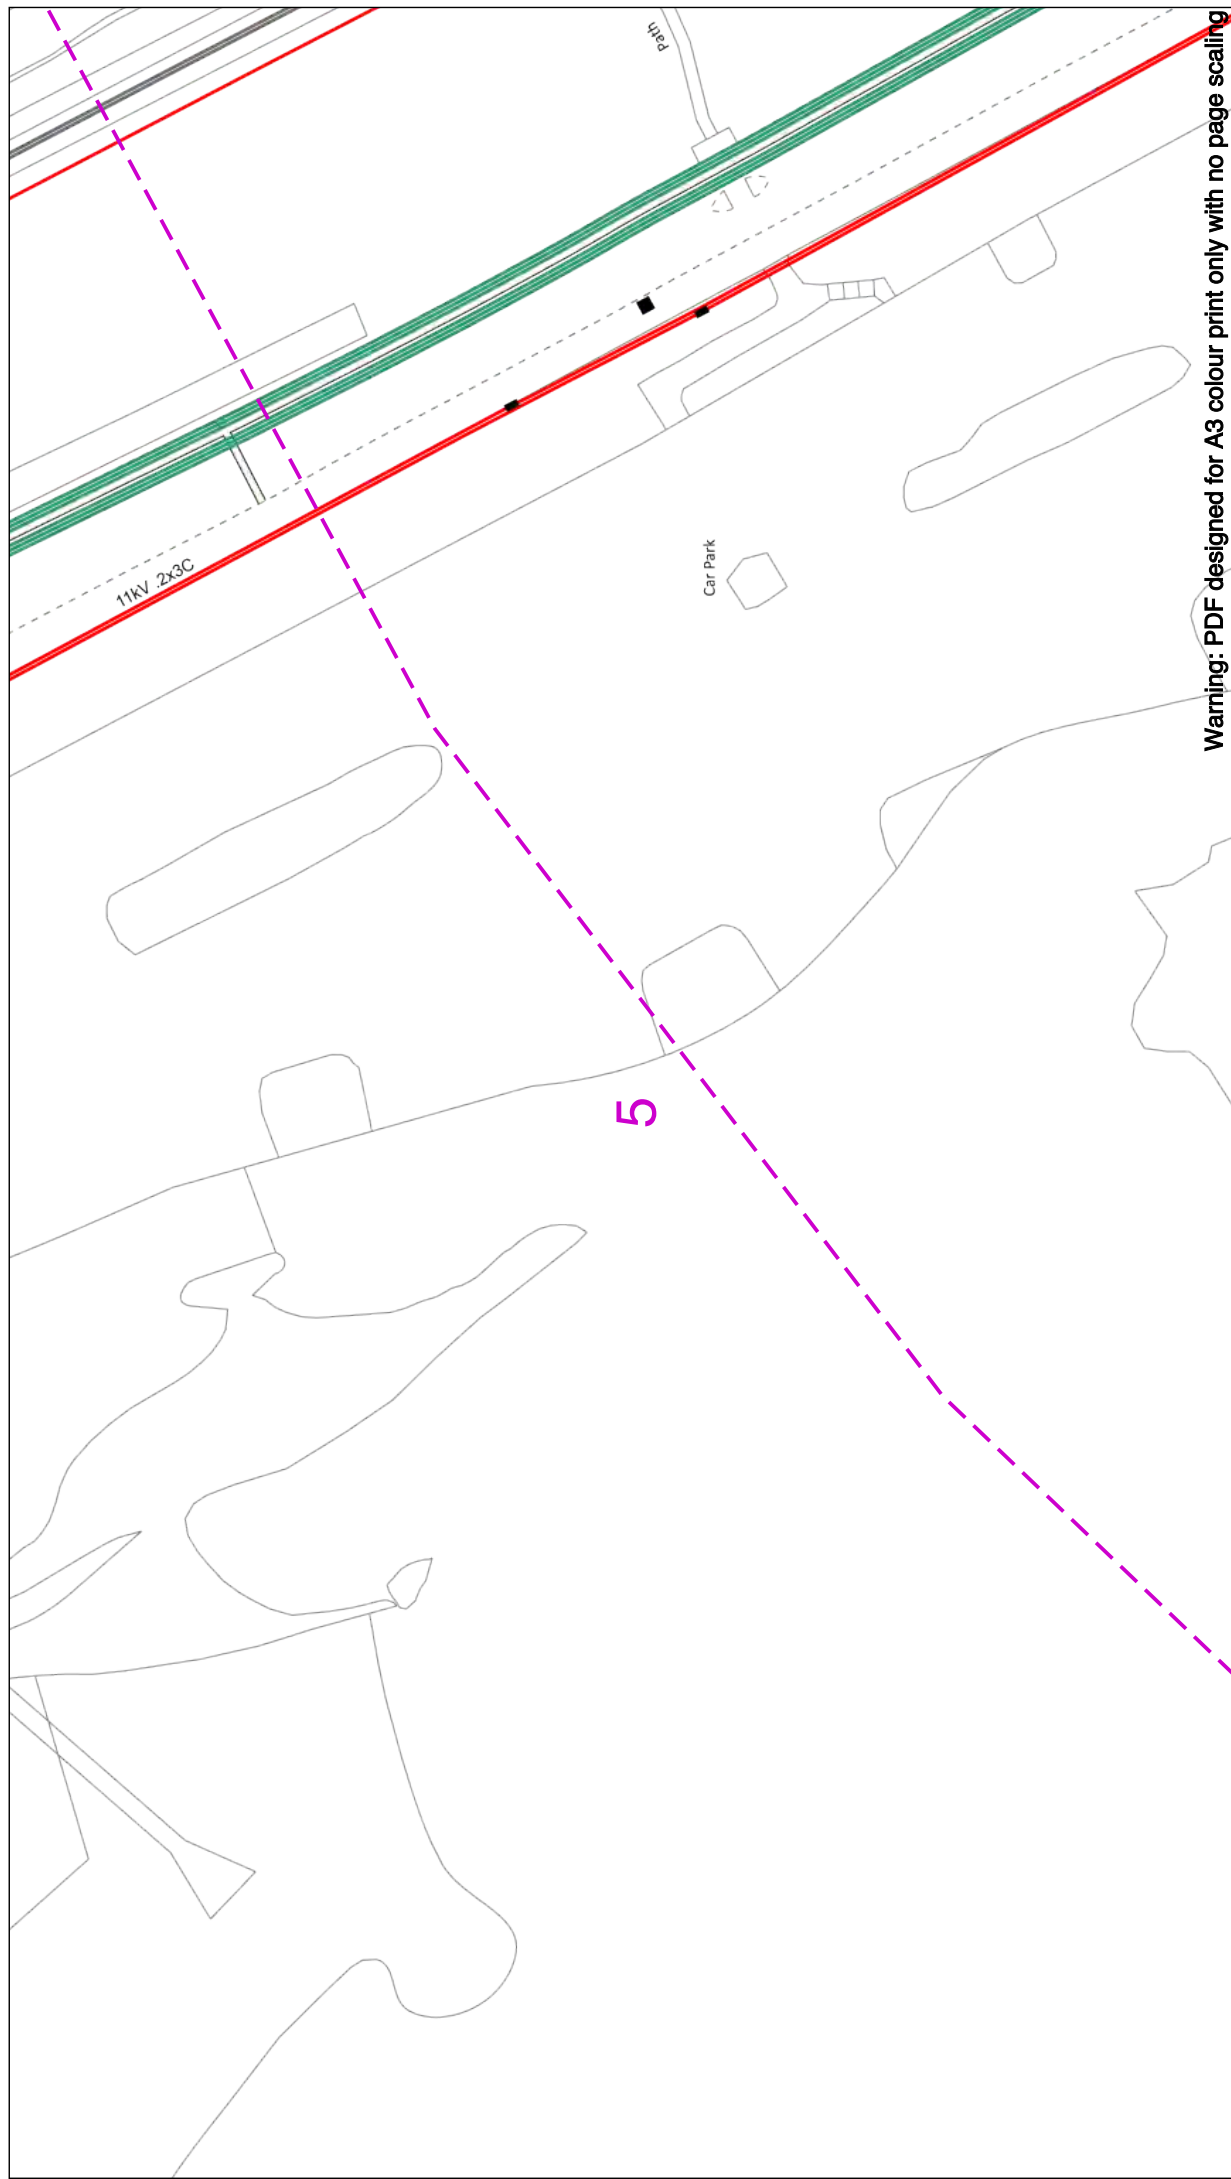 Path
11kV .2x3C
Car Park
5
Warning: PDF designed for A3 colour print only with no page scaling